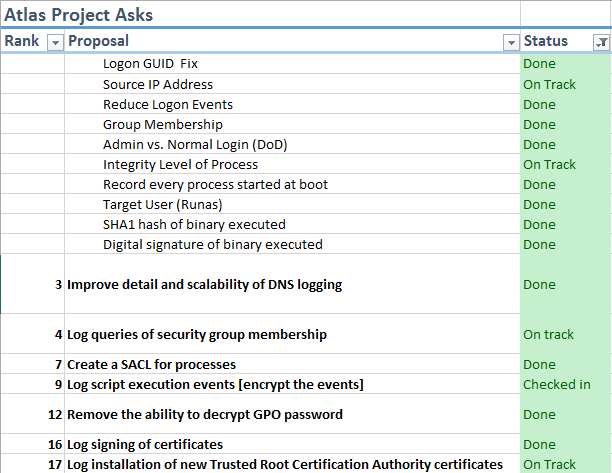 Atlas Project Asks
Rank Proposal Status
Logon GUID Fix Done
Source IP Address On Track
Reduce Logon Events Done
Group Membership Done
Admin vs. Normal Login (DoD) Done
Integrity Level of Process On Track
Record every process started at boot Done
Target User (Runas) Done
SHA1 hash of binary executed Done
Digital signature of binary executed Done
3 Improve detail and scalability of DNS logging Done
4 Log queries of security group membership On track
7 Create a SACL for processes Done
9 Log script execution events [encrypt the events] Checked in
12 Remove the ability to decrypt GPO password Done
16 Log signing of certificates Done
17 Log installation of new Trusted Root Certification Authority certificates On Track